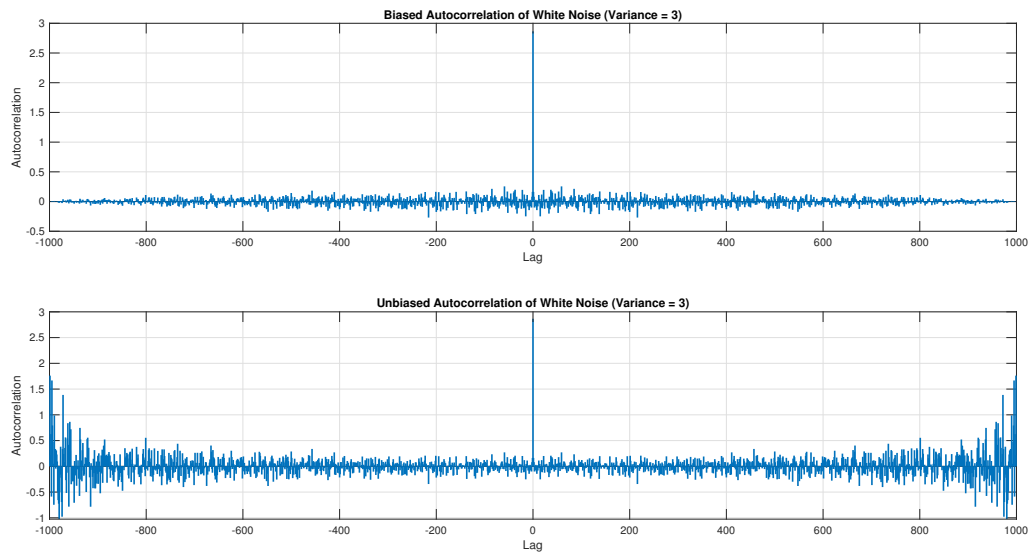 Biased Autocorrelation of White Noise (Variance = 3)
3
2.5
2
1.5
1
0.5
0
-0.5
Autocorrelation
-1000 -800 -600 -400 -200 0 200 400 600 800 1000
Lag
Unbiased Autocorrelation of White Noise (Variance = 3)
3
2.5
2
1.5
1
0.5
0
-0.5
-1
Autocorrelation
-1000 -800 -600 -400 -200 0 200 400 600 800 1000
Lag